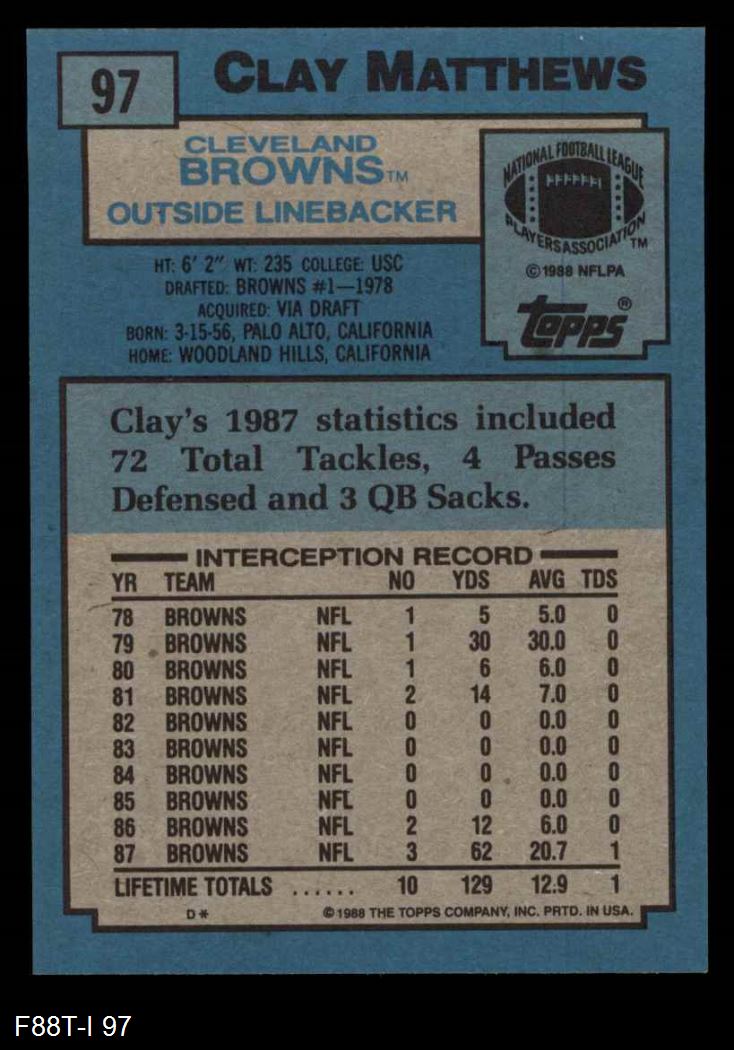 97
CLAY MATTHEWS
CLEVELAND
BROWNS™
OUTSIDE LINEBACKER
NATIONAL FOOTBALL LEAGUE
PLAYERS ASSOCIATION™
©1988 NFLPA
topps®
HT: 6' 2" WT: 235 COLLEGE: USC
DRAFTED: BROWNS #1—1978
ACQUIRED: VIA DRAFT
BORN: 3-15-56, PALO ALTO, CALIFORNIA
HOME: WOODLAND HILLS, CALIFORNIA
Clay's 1987 statistics included
72 Total Tackles, 4 Passes
Defensed and 3 QB Sacks.
INTERCEPTION RECORD
YR TEAM NO YDS AVG TDS
78 BROWNS NFL 1 5 5.0 0
79 BROWNS NFL 1 30 30.0 0
80 BROWNS NFL 1 6 6.0 0
81 BROWNS NFL 2 14 7.0 0
82 BROWNS NFL 0 0 0.0 0
83 BROWNS NFL 0 0 0.0 0
84 BROWNS NFL 0 0 0.0 0
85 BROWNS NFL 0 0 0.0 0
86 BROWNS NFL 2 12 6.0 0
87 BROWNS NFL 3 62 20.7 1
LIFETIME TOTALS ...... 10 129 12.9 1
D* ©1988 THE TOPPS COMPANY, INC. PRTD. IN USA.
F88T-I 97